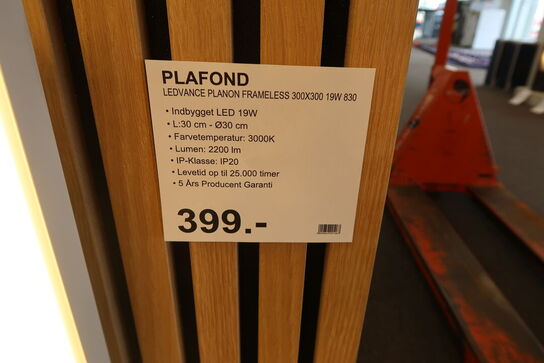 PLAFOND
LEDVANCE PLANON FRAMELESS 300X300 19W 830
• Indbygget LED 19W
• L:30 cm - Ø30 cm
• Farvetemperatur: 3000K
• Lumen: 2200 lm
• IP-Klasse: IP20
• Levetid op til 25.000 timer
• 5 Års Producent Garanti
399.-